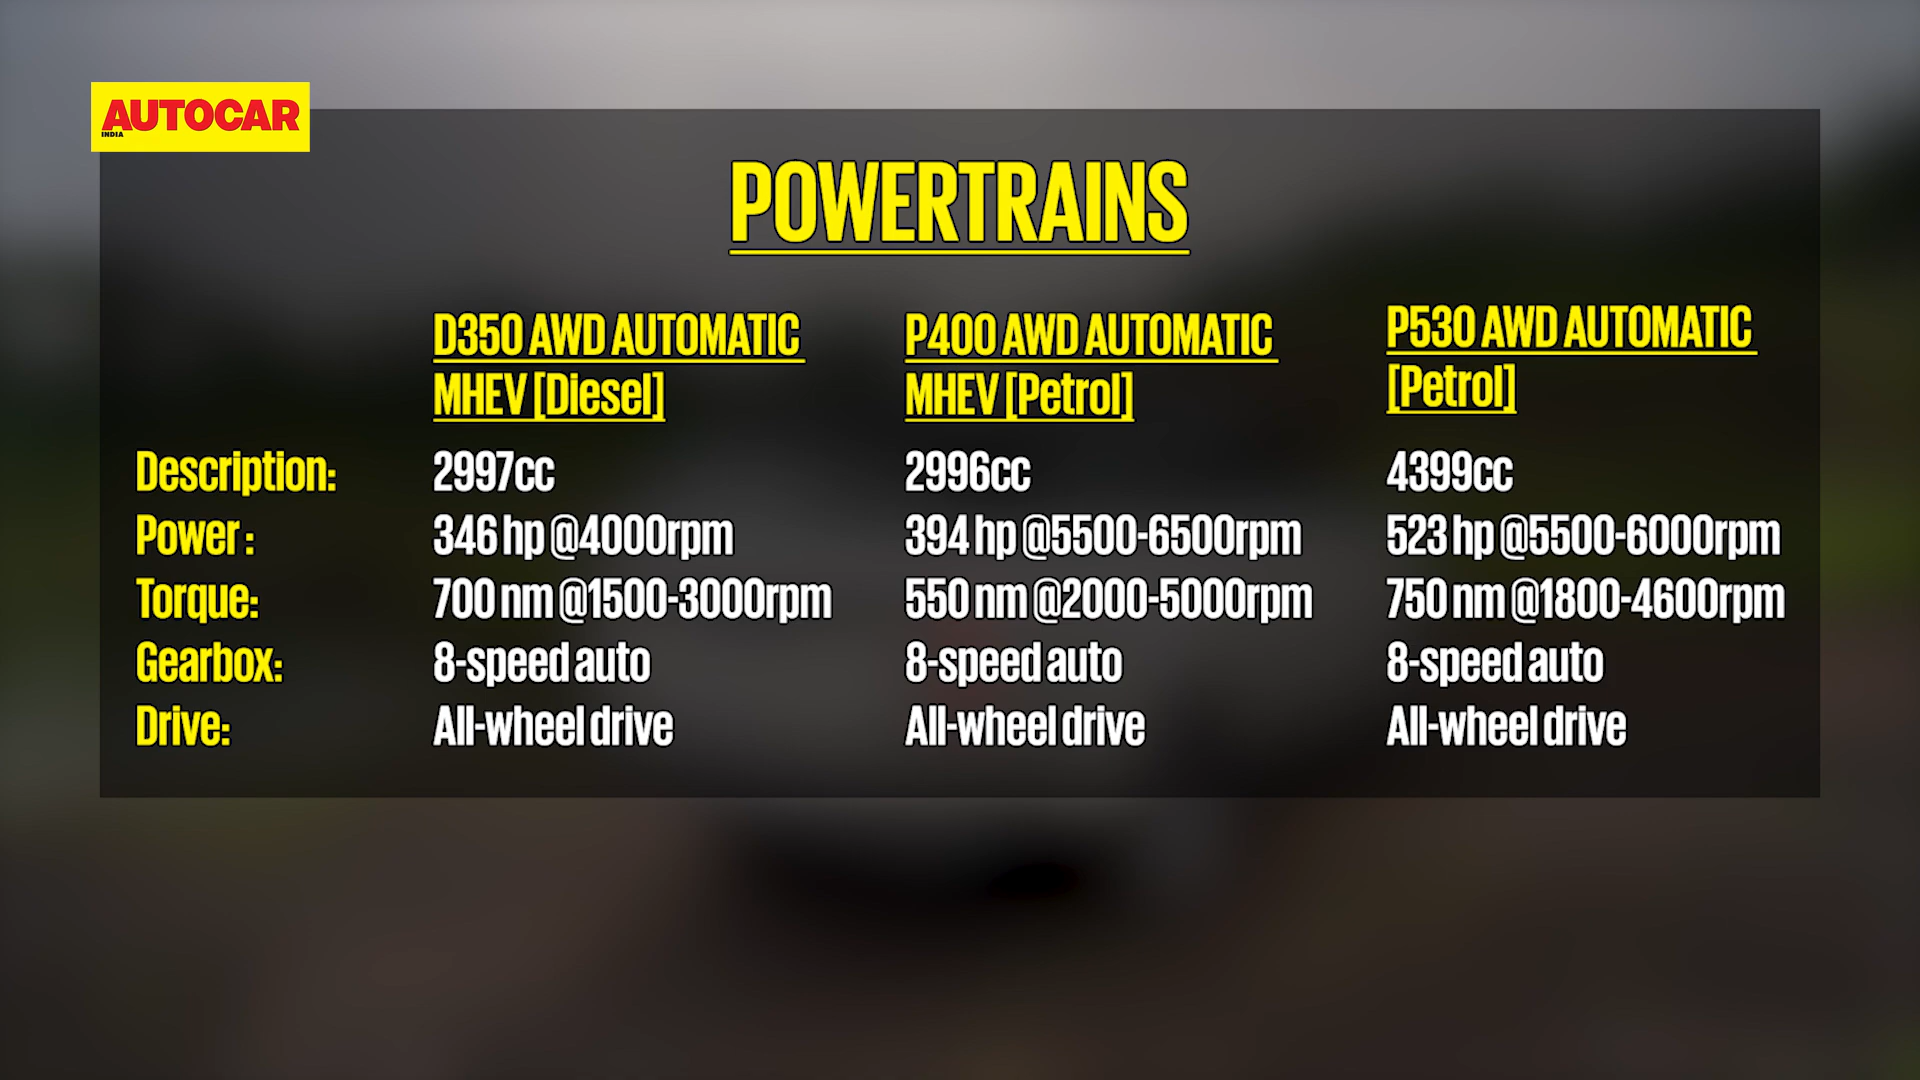 AUTOCAR
INDIA
POWERTRAINS
D350 AWD AUTOMATIC
MHEV [Diesel]
P400 AWD AUTOMATIC
MHEV [Petrol]
P530 AWD AUTOMATIC
[Petrol]
Description: 2997cc 2996cc 4399cc
Power : 346 hp @4000rpm 394 hp @5500-6500rpm 523 hp @5500-6000rpm
Torque: 700 nm @1500-3000rpm 550 nm @2000-5000rpm 750 nm @1800-4600rpm
Gearbox: 8-speed auto 8-speed auto 8-speed auto
Drive: All-wheel drive All-wheel drive All-wheel drive